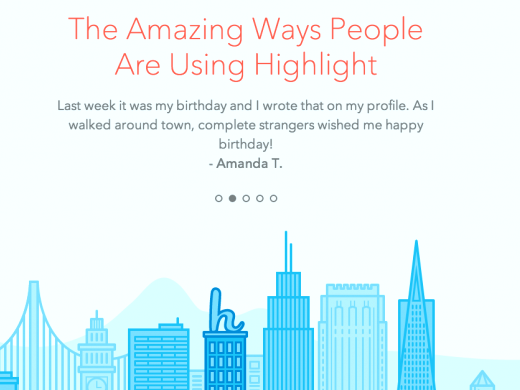 The Amazing Ways People
Are Using Highlight
Last week it was my birthday and I wrote that on my profile. As I
walked around town, complete strangers wished me happy
birthday!
- Amanda T.
h